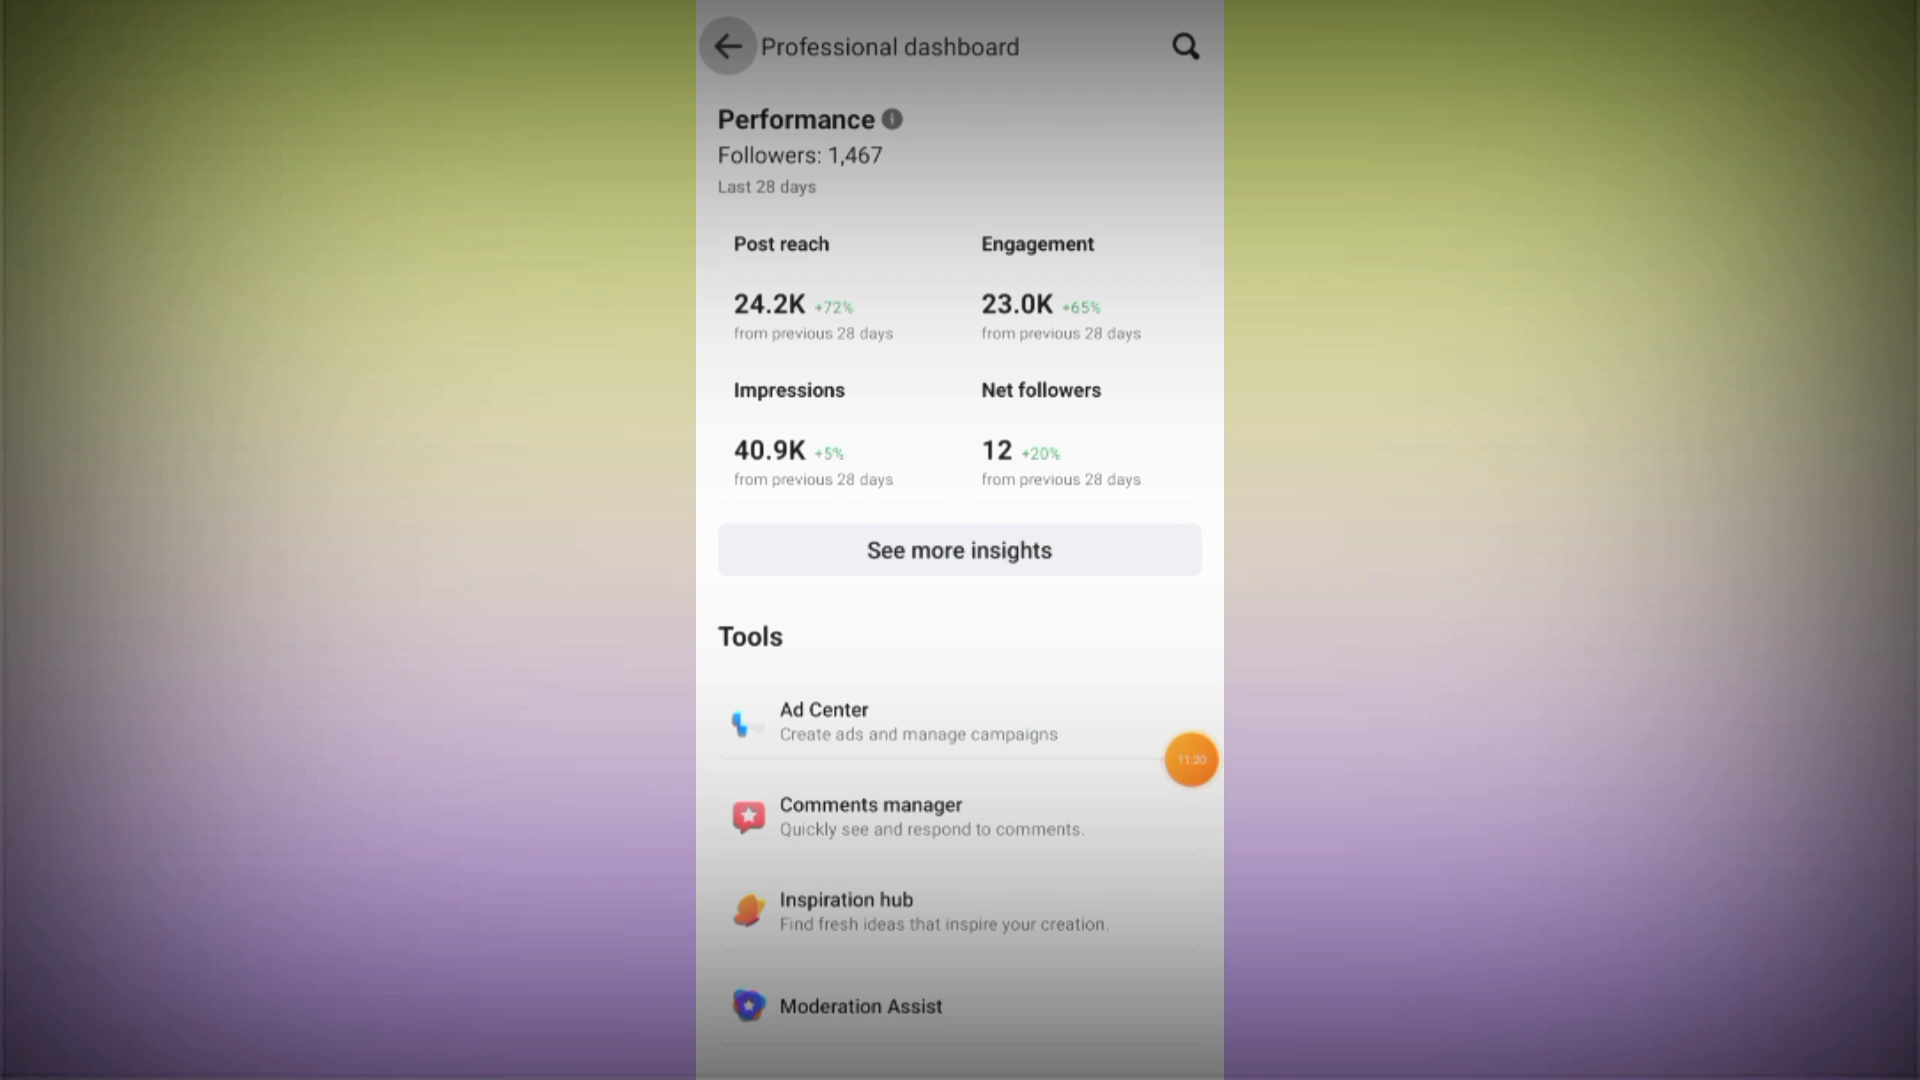 Professional dashboard
Performance
Followers: 1,467
Last 28 days
Post reach
Engagement
24.2K +72%
23.0K +65%
from previous 28 days
from previous 28 days
Impressions
Net followers
40.9K +5%
12 +20%
from previous 28 days
from previous 28 days
See more insights
Tools
Ad Center
Create ads and manage campaigns
11:20
Comments manager
Quickly see and respond to comments.
Inspiration hub
Find fresh ideas that inspire your creation.
Moderation Assist